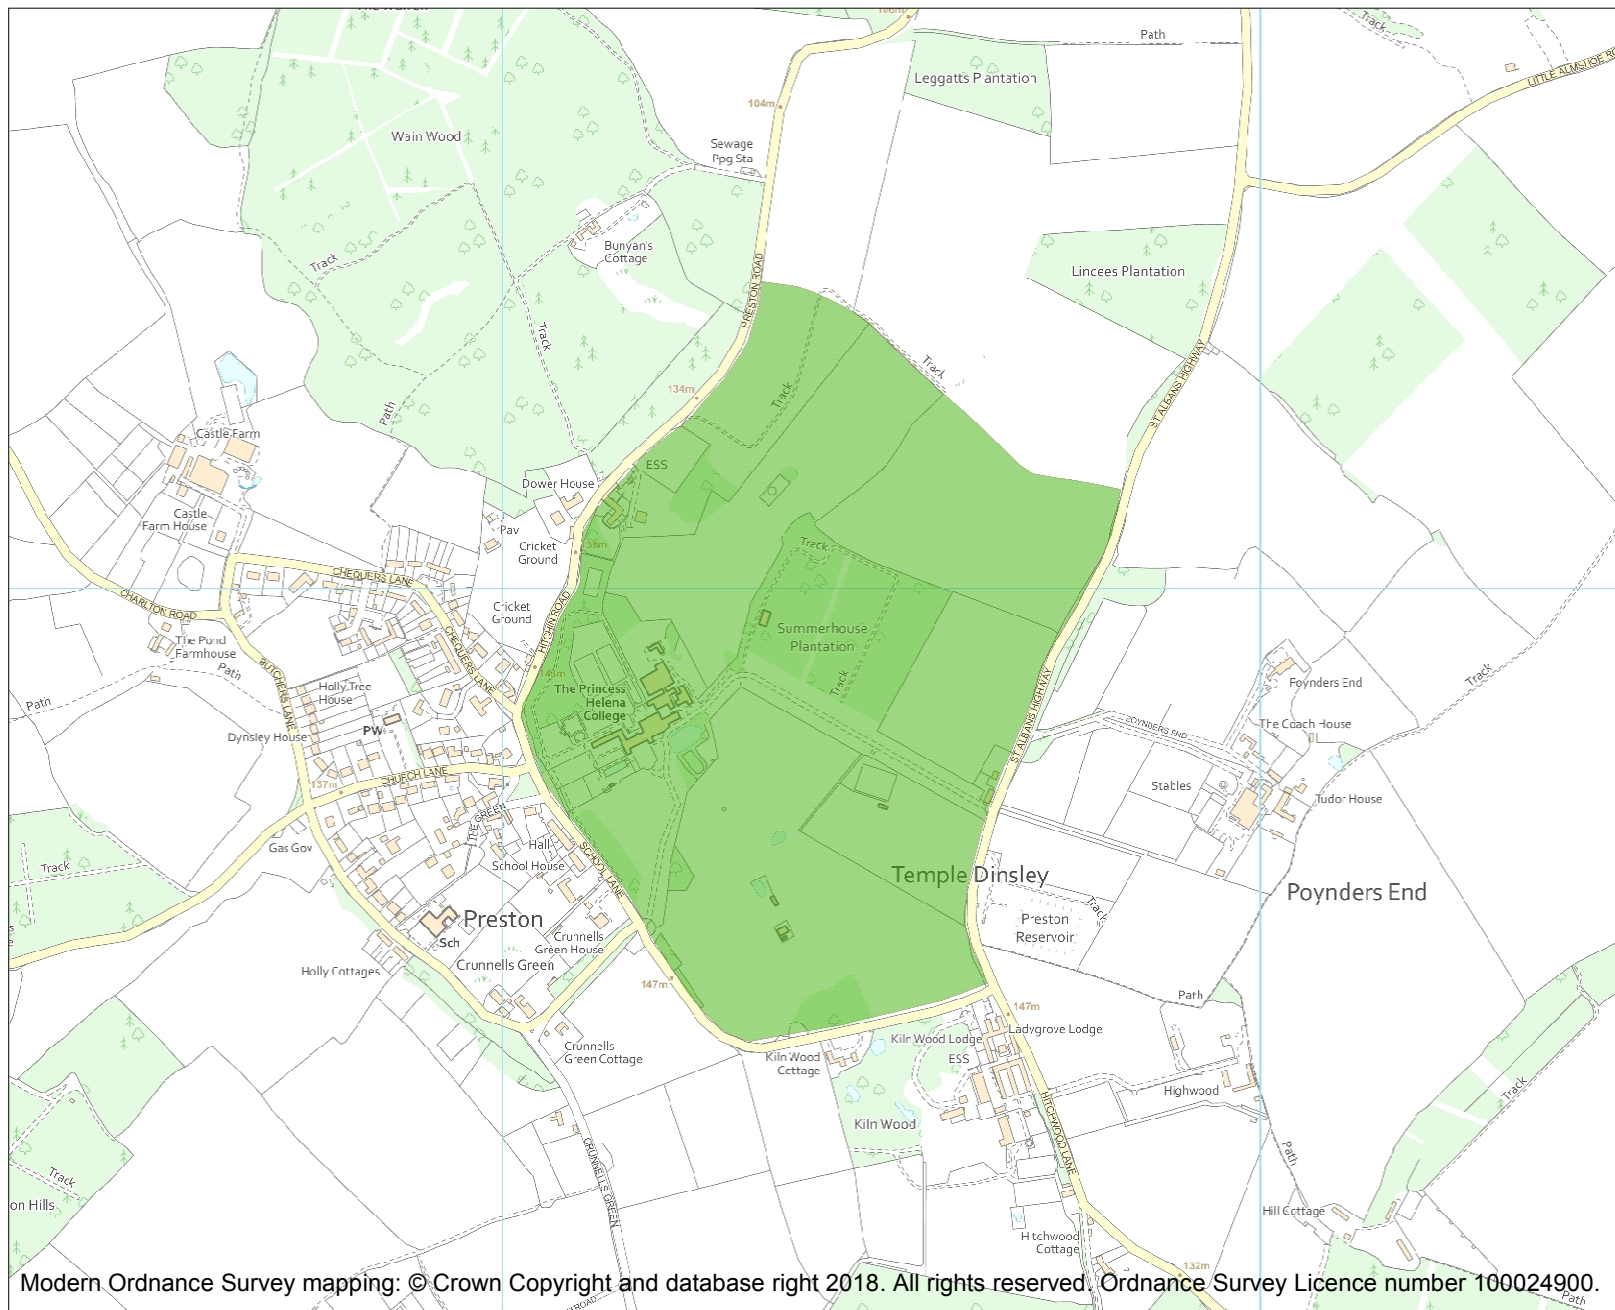 106m
Track
Path
LITTLE ALMSHOE
Leggatts Plantation
104m
Wain Wood
Sewage
Ppg Sta
Bunyan's
Cottage
Track
Lincees Plantation
PRESTON ROAD
Track
Track
Track
ST ALBANS HIGHWAY
134m
Path
Castle Farm
ESS
Dower House
Castle
Farm House
Pav
Cricket
Ground
138m
Track
CHEQUERS LANE
CHARLTON ROAD
Cricket
Ground
HITCHIN ROAD
The Pond
Farmhouse
Path
BUTCHERS LANE
CHEQUERS LANE
Summerhouse
Plantation
143m
Path
Holly Tree
House
The Princess
Helena
College
Track
ST ALBANS HIGHWAY
Poynders End
Track
Dynsley House
PW
POYNDERS END
The Coach House
137m
CHURCH LANE
Stables
Tudor House
THE GREEN
Gas Gov
Hall
School House
SCHOOL LANE
Track
Temple Dinsley
Poynders End
Track
Preston
Preston
Reservoir
Sch
Crunnells
Green House
Crunnells Green
Holly Cottages
147m
Path
147m
Ladygrove Lodge
Kiln Wood Lodge
ESS
Crunnells
Green Cottage
Kiln Wood
Cottage
Highwood
Track
Kiln Wood
HITCHWOOD LANE
Path
CRUNNELLS GREEN
Track
on Hills
Hill Cottage
Hitchwood
Cottage
132m
Modern Ordnance Survey mapping: © Crown Copyright and database right 2018. All rights reserved. Ordnance Survey Licence number 100024900.
ROAD
Path